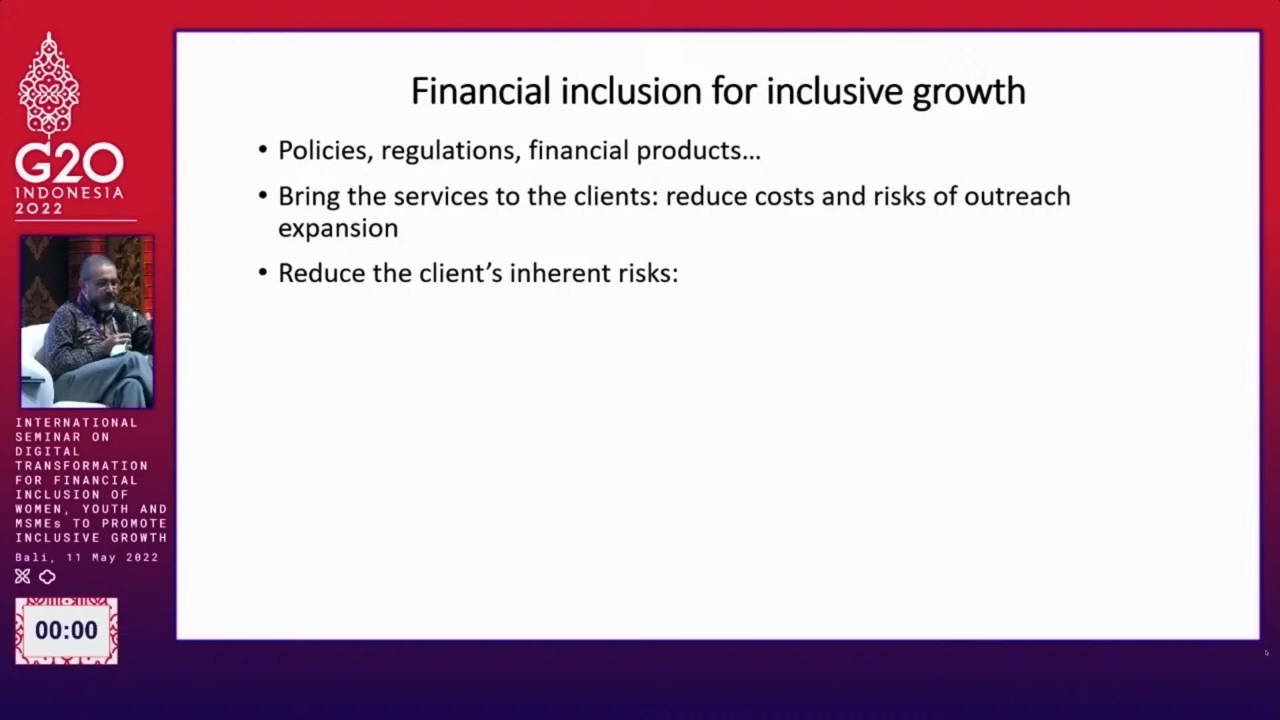 G20
INDONESIA
2022
INTERNATIONAL
SEMINAR ON
DIGITAL
TRANSFORMATION
FOR FINANCIAL
INCLUSION OF
WOMEN, YOUTH AND
MSMEs TO PROMOTE
INCLUSIVE GROWTH
Bali, 11 May 2022
00:00
Financial inclusion for inclusive growth
• Policies, regulations, financial products...
• Bring the services to the clients: reduce costs and risks of outreach
expansion
• Reduce the client’s inherent risks: